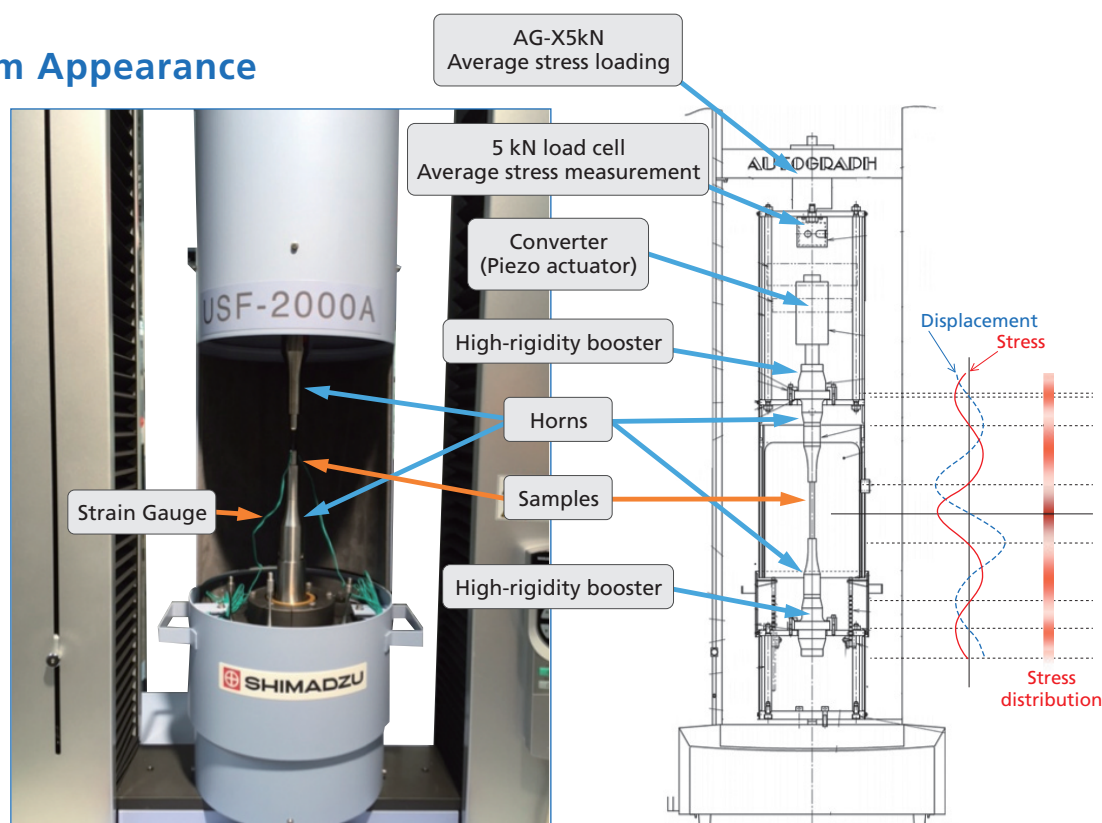 m Appearance
AG-X5kN
Average stress loading
5 kN load cell
Average stress measurement
AUTOGRAPH
Converter
(Piezo actuator)
USF-2000A
High-rigidity booster
Displacement
Stress
Horns
Samples
Strain Gauge
High-rigidity booster
SHIMADZU
Stress
distribution